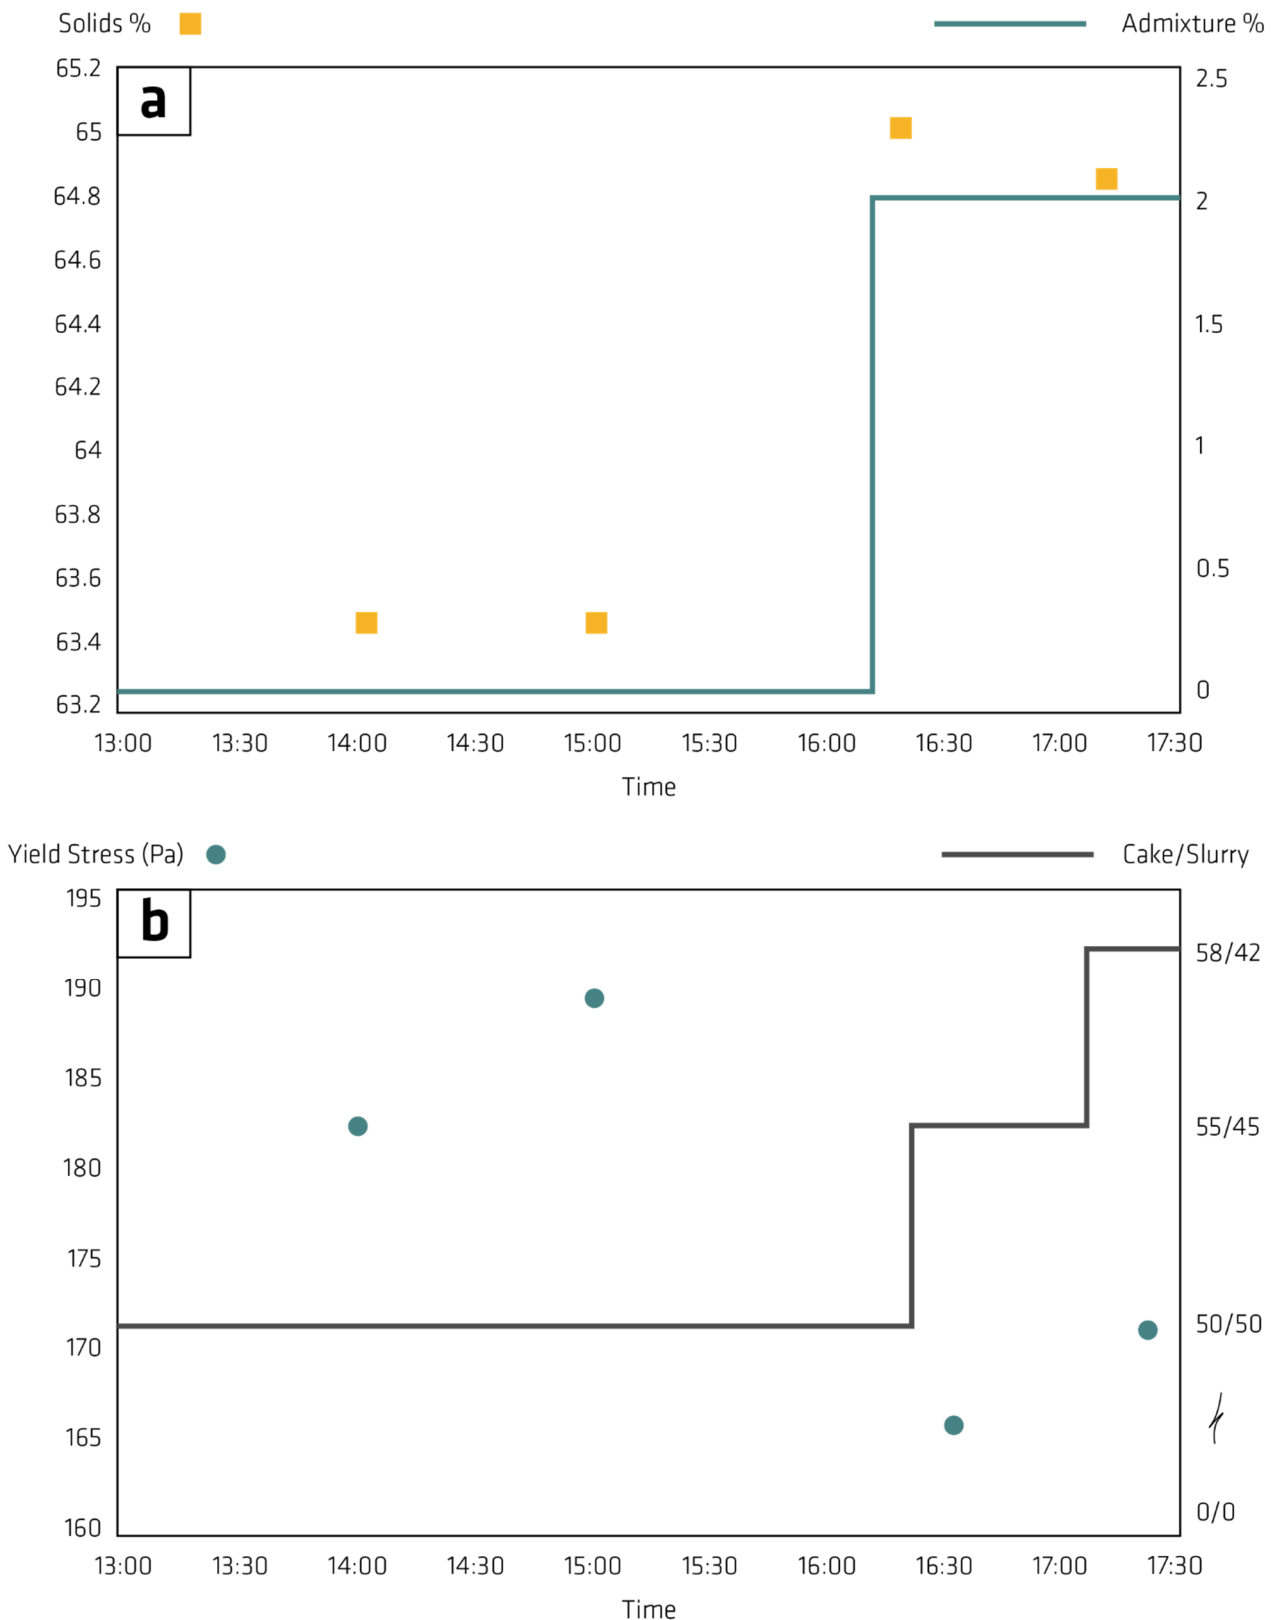 Solids % Admixture %
a
65.2 2.5
65
64.8 2
64.6
64.4 1.5
64.2
64 1
63.8
63.6 0.5
63.4
63.2 0
13:00 13:30 14:00 14:30 15:00 15:30 16:00 16:30 17:00 17:30
Time
Yield Stress (Pa) Cake/Slurry
b
195
190 58/42
185
180 55/45
175
170 50/50
165
160 0/0
13:00 13:30 14:00 14:30 15:00 15:30 16:00 16:30 17:00 17:30
Time